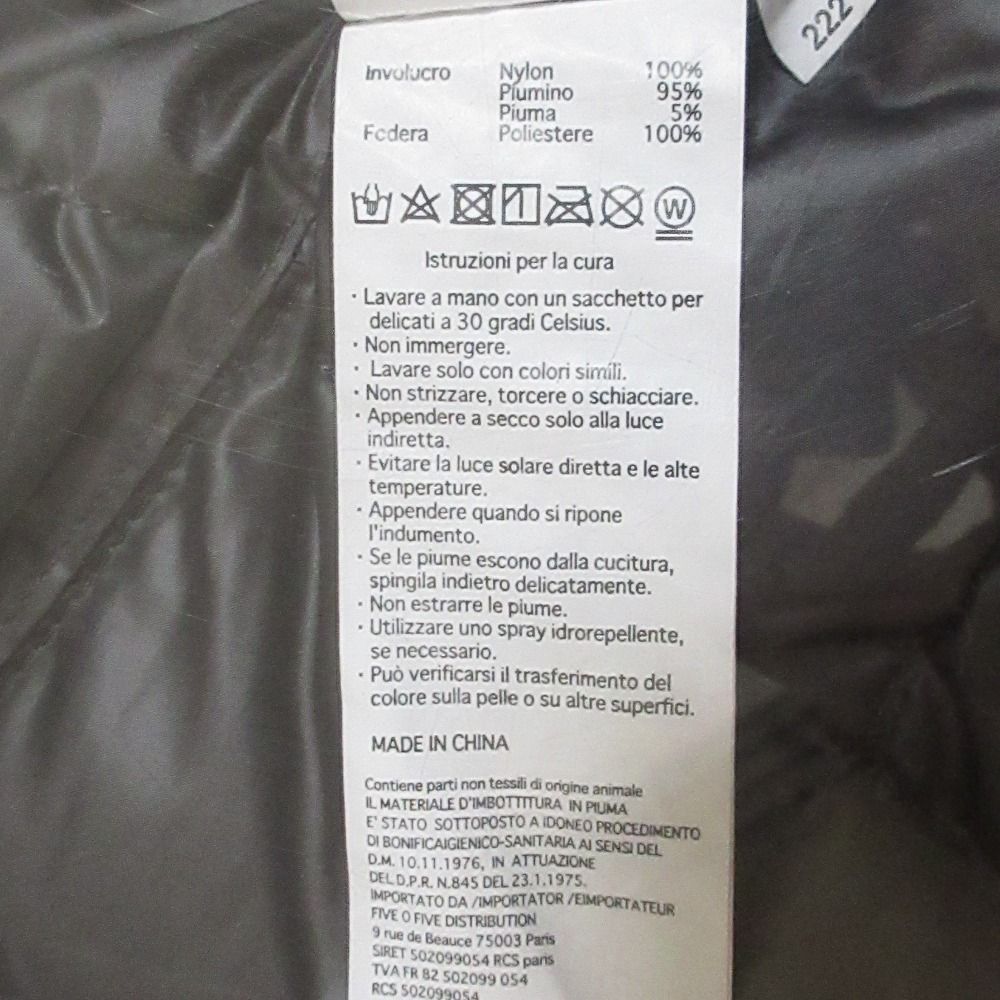 222
Involucro Nylon 100%
Piumino 95%
Piuma 5%
Fodera Poliestere 100%
W
Istruzioni per la cura
· Lavare a mano con un sacchetto per
delicati a 30 gradi Celsius.
· Non immergere.
· Lavare solo con colori simili.
· Non strizzare, torcere o schiacciare.
· Appendere a secco solo alla luce
indiretta.
· Evitare la luce solare diretta e le alte
temperature.
· Appendere quando si ripone
l'indumento.
· Se le piume escono dalla cucitura,
spingila indietro delicatamente.
· Non estrarre le piume.
· Utilizzare uno spray idrorepellente,
se necessario.
· Può verificarsi il trasferimento del
colore sulla pelle o su altre superfici.
MADE IN CHINA
Contiene parti non tessili di origine animale
IL MATERIALE D'IMBOTTITURA IN PIUMA
E' STATO SOTTOPOSTO A IDONEO PROCEDIMENTO
DI BONIFICAIGIENICO-SANITARIA AI SENSI DEL
D.M. 10.11.1976, IN ATTUAZIONE
DEL D.P.R. N.845 DEL 23.1.1975.
IMPORTATO DA /IMPORTATOR /EIMPORTATEUR
FIVE O FIVE DISTRIBUTION
9 rue de Beauce 75003 Paris
SIRET 502099054 RCS paris
TVA FR 82 502099 054
RCS 502099054